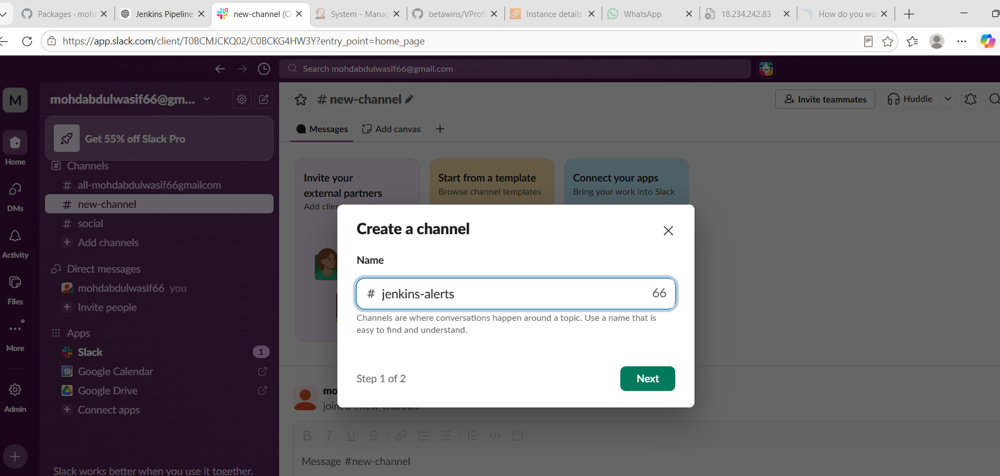 Packages · moh
Jenkins Pipeline
new-channel (Ch
System - Manag
betawins/VProfi
Instance details
WhatsApp
18.234.242.83
How do you wa
https://app.slack.com/client/T0BCMJCKQ02/C0BCKG4HW3Y?entry_point=home_page
Search mohdabdulwasif66@gmail.com
M
mohdabdulwasif66@gm...
# new-channel
Invite teammates
Huddle
Get 55% off Slack Pro
Messages
Add canvas
Home
Channels
# all-mohdabdulwasif66gmailcom
# new-channel
# social
Add channels
DMs
Activity
Files
More
Admin
Direct messages
mohdabdulwasif66 you
Invite people
Apps
Slack 1
Google Calendar
Google Drive
Connect apps
Slack works better when you use it together.
Invite your
external partners
Add clie
Start from a template
Browse channel templates
Connect your apps
Bring your work into Slack
Create a channel
Name
# jenkins-alerts 66
Channels are where conversations happen around a topic. Use a name that is
easy to find and understand.
Step 1 of 2
Next
mo
joined #new-channel.
B I U S
Message #new-channel